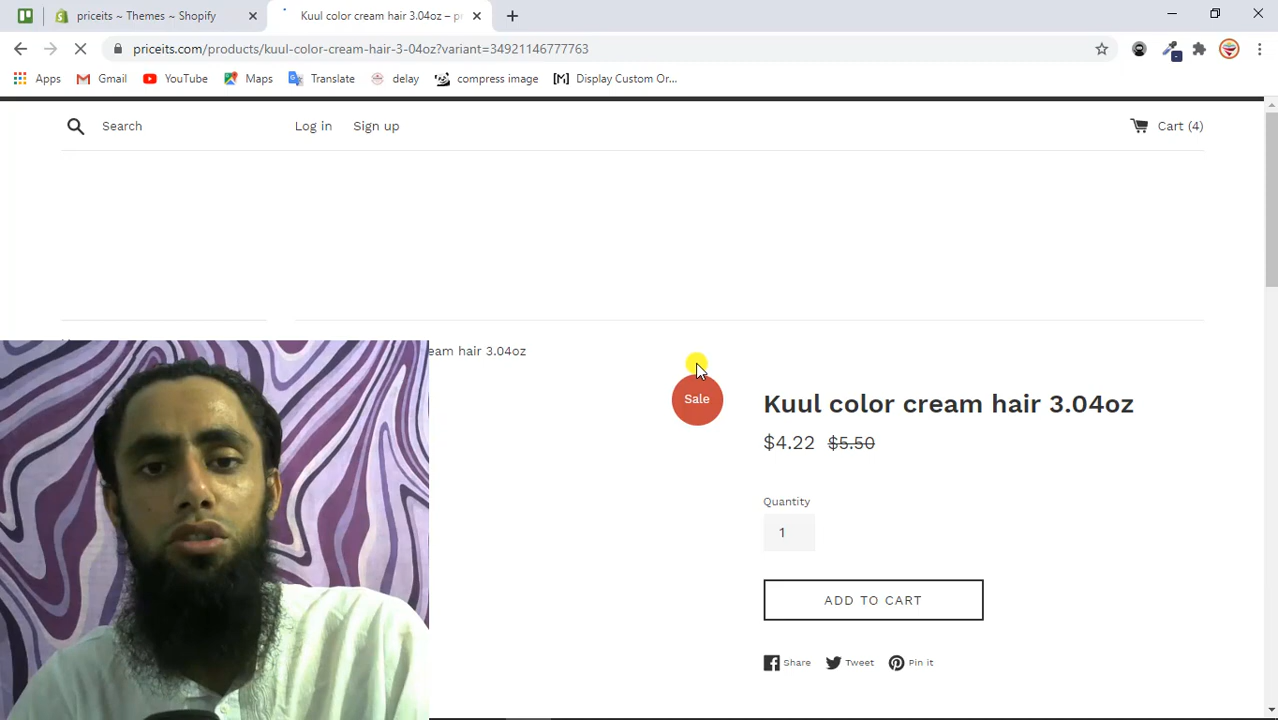 priceits ~ Themes ~ Shopify
Kuul color cream hair 3.04oz – p
priceits.com/products/kuul-color-cream-hair-3-04oz?variant=34921146777763
Apps
Gmail
YouTube
Maps
Translate
delay
compress image
Display Custom Or...
Search
Log in
Sign up
Cart (4)
eam hair 3.04oz
Sale
Kuul color cream hair 3.04oz
$4.22 $5.50
Quantity
1
ADD TO CART
Share
Tweet
Pin it